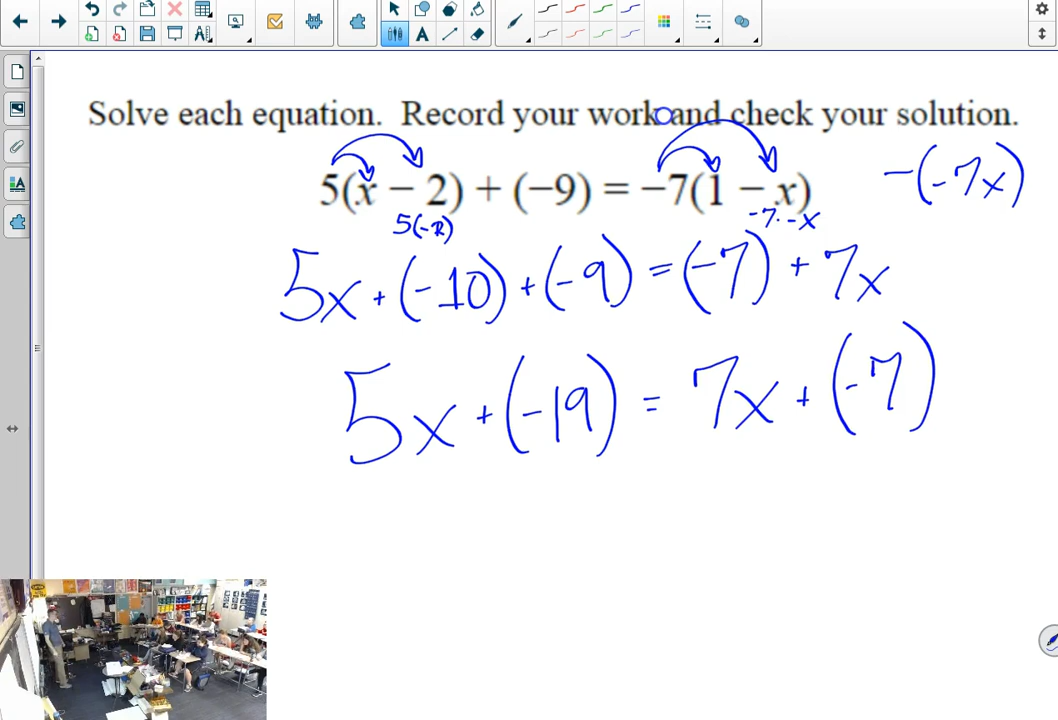 Solve each equation. Record your work and check your solution.
5(x − 2) + (−9) = −7(1 − x)
-(-7x)
5(-2)
-7·-x
5x + (-10) + (-9) = (-7) + 7x
5x + (-19) = 7x + (-7)